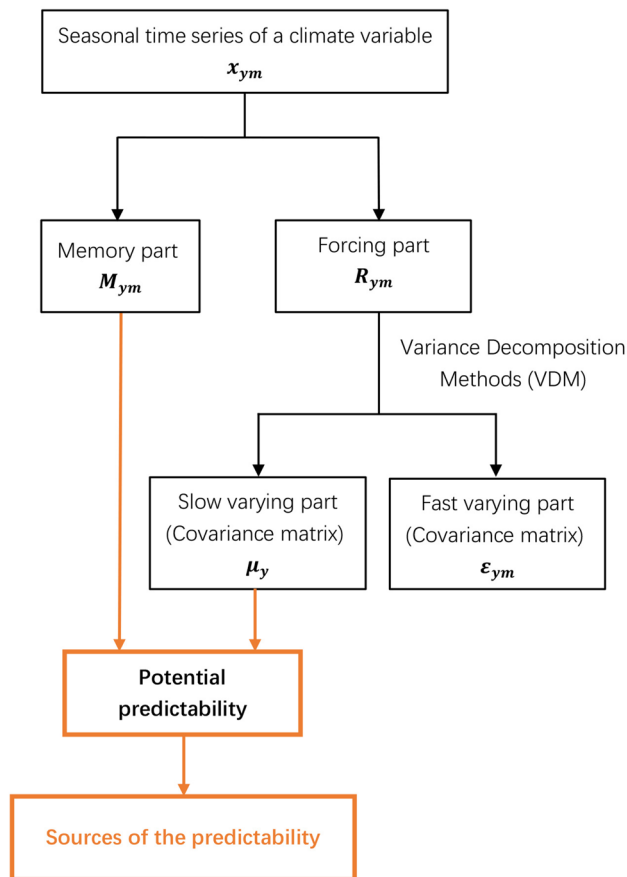 Seasonal time series of a climate variable
x_ym
Memory part
M_ym
Forcing part
R_ym
Variance Decomposition
Methods (VDM)
Slow varying part
(Covariance matrix)
μ_y
Fast varying part
(Covariance matrix)
ε_ym
Potential
predictability
Sources of the predictability